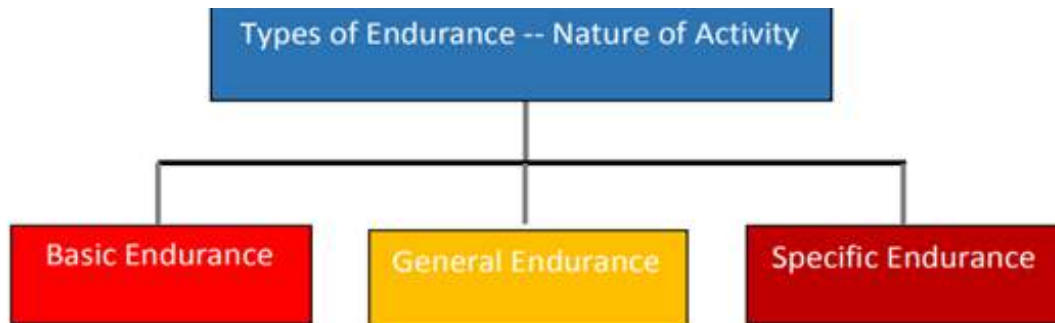 Types of Endurance -- Nature of Activity
Basic Endurance
General Endurance
Specific Endurance